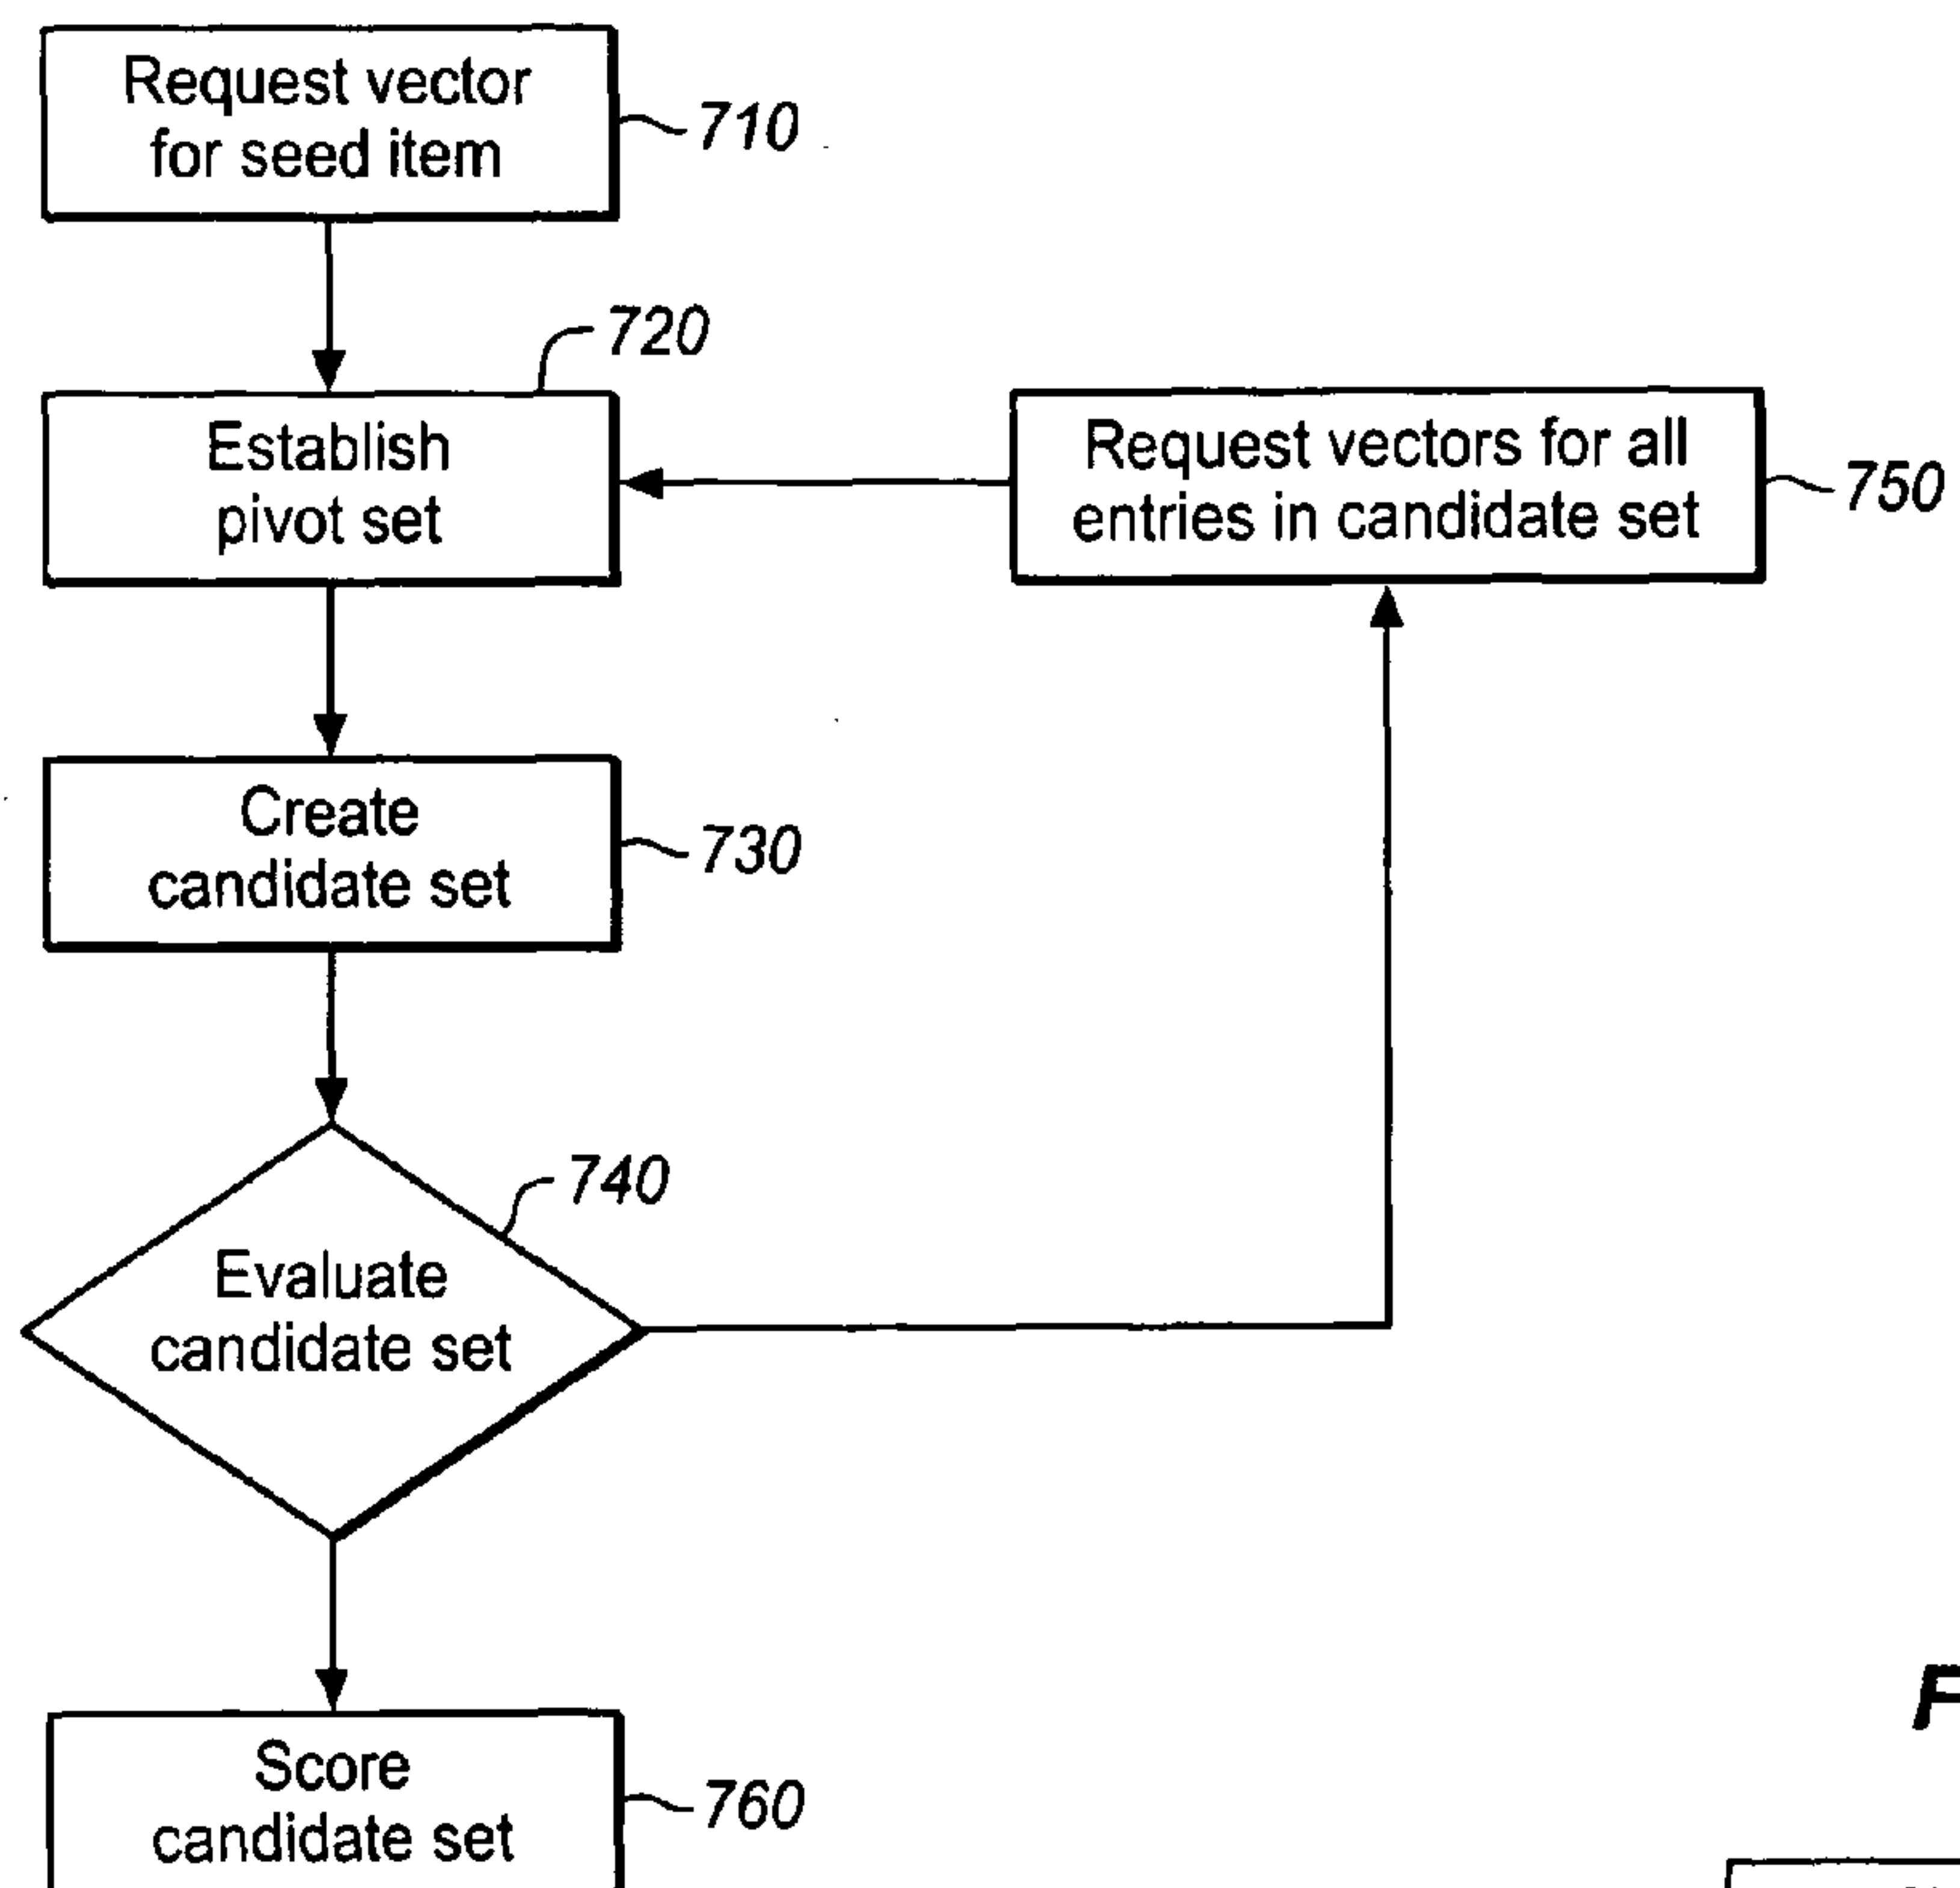 Request vector
for seed item
710
720
Establish
pivot set
Request vectors for all
entries in candidate set
750
Create
candidate set
730
740
Evaluate
candidate set
F
Score
candidate set
760